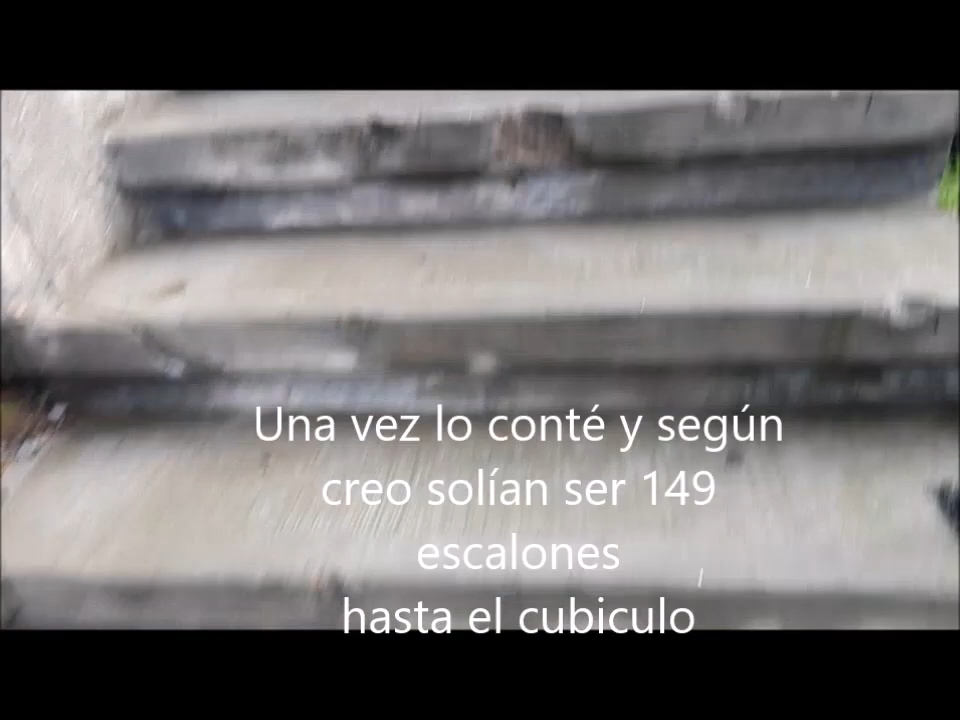 Una vez lo conté y según
creo solían ser 149
escalones
hasta el cubiculo